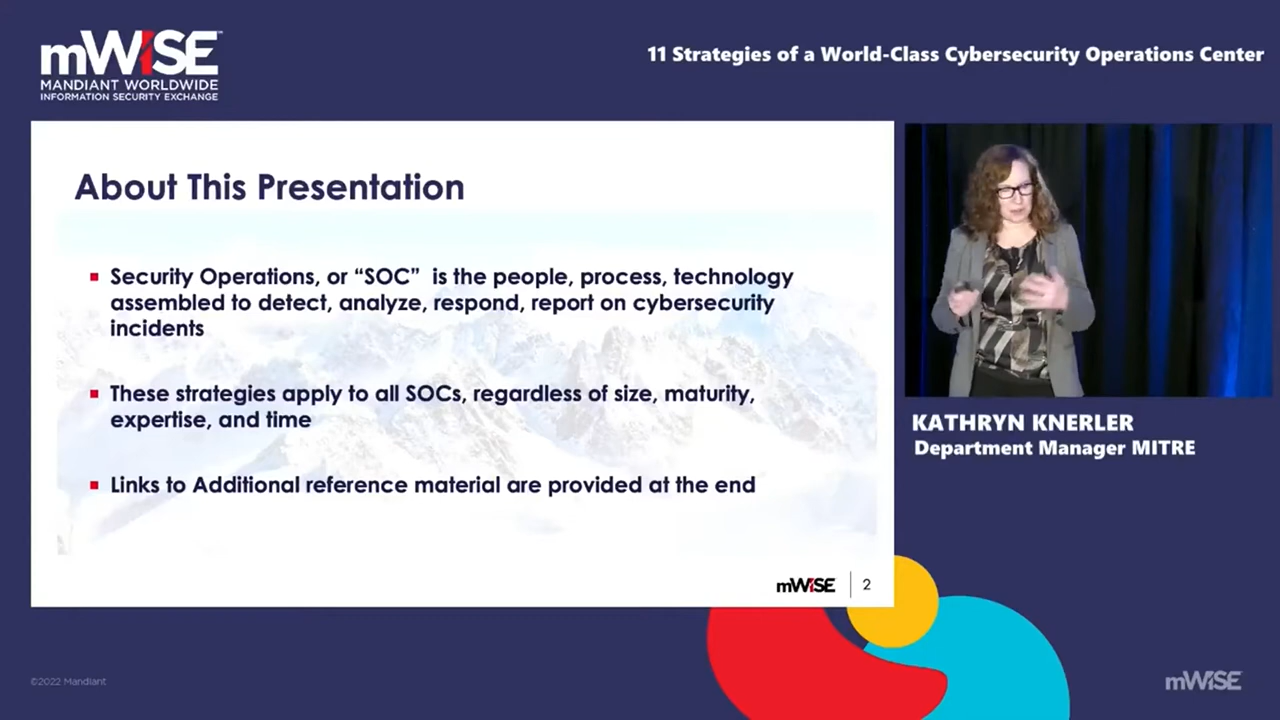 mWISE™
MANDIANT WORLDWIDE
INFORMATION SECURITY EXCHANGE
11 Strategies of a World-Class Cybersecurity Operations Center
About This Presentation
Security Operations, or “SOC”  is the people, process, technology
assembled to detect, analyze, respond, report on cybersecurity
incidents
These strategies apply to all SOCs, regardless of size, maturity,
expertise, and time
Links to Additional reference material are provided at the end
mWISE
2
KATHRYN KNERLER
Department Manager MITRE
©2022 Mandiant
mWISE